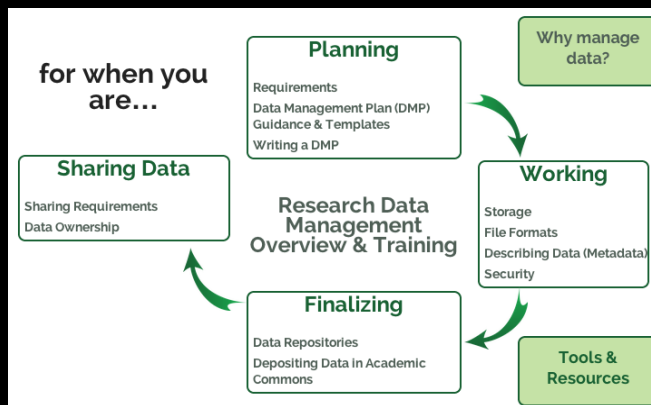 for when you
are...
Planning
Requirements
Data Management Plan (DMP)
Guidance & Templates
Writing a DMP
Why manage
data?
Sharing Data
Sharing Requirements
Data Ownership
Research Data
Management
Overview & Training
Working
Storage
File Formats
Describing Data (Metadata)
Security
Finalizing
Data Repositories
Depositing Data in Academic
Commons
Tools &
Resources